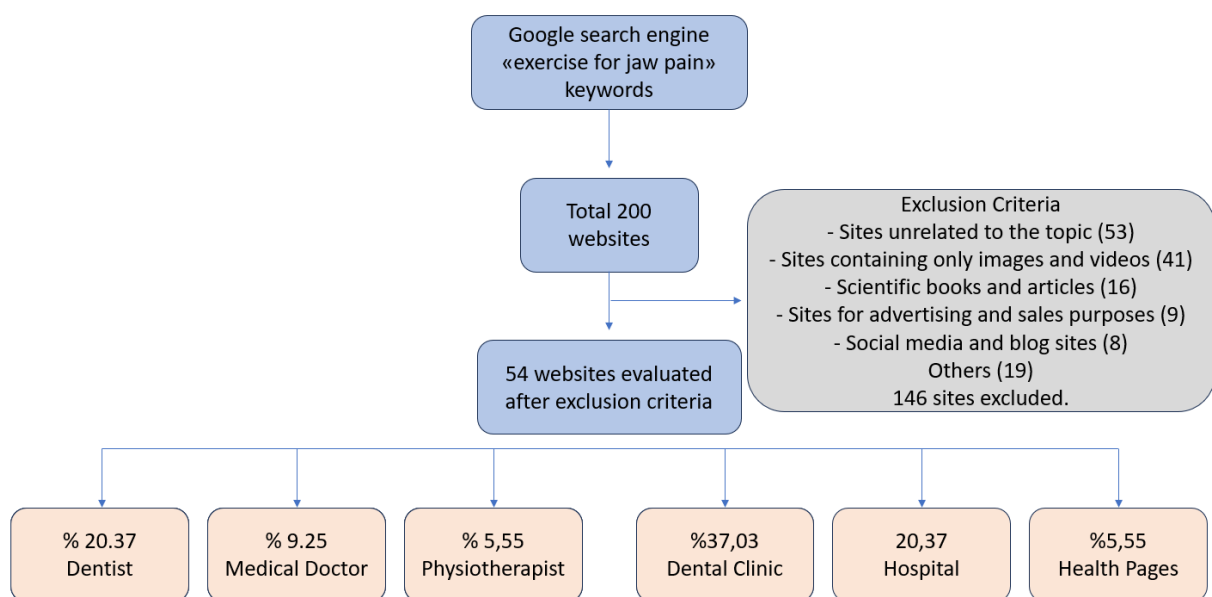 Google search engine
«exercise for jaw pain»
keywords
Total 200
websites
Exclusion Criteria
- Sites unrelated to the topic (53)
- Sites containing only images and videos (41)
- Scientific books and articles (16)
- Sites for advertising and sales purposes (9)
- Social media and blog sites (8)
Others (19)
146 sites excluded.
54 websites evaluated
after exclusion criteria
% 20.37
Dentist
% 9.25
Medical Doctor
% 5,55
Physiotherapist
%37,03
Dental Clinic
20,37
Hospital
%5,55
Health Pages